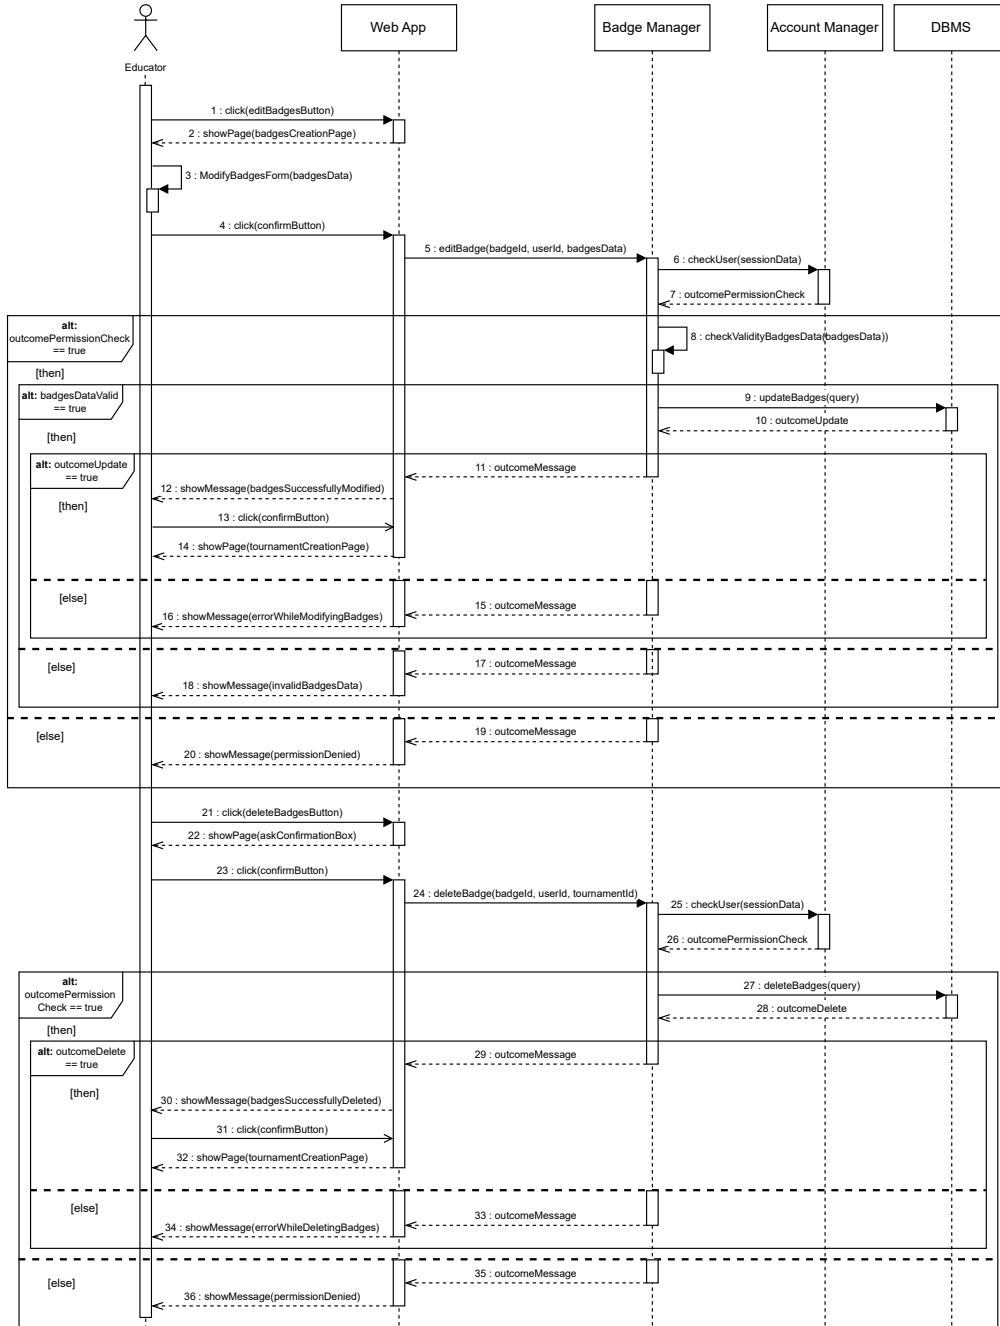 Educator
Web App
Badge Manager
Account Manager
DBMS
1 : click(editBadgesButton)
2 : showPage(badgesCreationPage)
3 : ModifyBadgesForm(badgesData)
4 : click(confirmButton)
5 : editBadge(badgeId, userId, badgesData)
6 : checkUser(sessionData)
7 : outcomePermissionCheck
alt:
outcomePermissionCheck
== true
[then]
8 : checkValidityBadgesData(badgesData))
alt: badgesDataValid
== true
[then]
9 : updateBadges(query)
10 : outcomeUpdate
alt: outcomeUpdate
== true
[then]
11 : outcomeMessage
12 : showMessage(badgesSuccessfullyModified)
13 : click(confirmButton)
14 : showPage(tournamentCreationPage)
[else]
15 : outcomeMessage
16 : showMessage(errorWhileModifyingBadges)
[else]
17 : outcomeMessage
18 : showMessage(invalidBadgesData)
[else]
19 : outcomeMessage
20 : showMessage(permissionDenied)
21 : click(deleteBadgesButton)
22 : showPage(askConfirmationBox)
23 : click(confirmButton)
24 : deleteBadge(badgeId, userId, tournamentId)
25 : checkUser(sessionData)
26 : outcomePermissionCheck
alt:
outcomePermission
Check == true
[then]
27 : deleteBadges(query)
28 : outcomeDelete
alt: outcomeDelete
== true
[then]
29 : outcomeMessage
30 : showMessage(badgesSuccessfullyDeleted)
31 : click(confirmButton)
32 : showPage(tournamentCreationPage)
[else]
33 : outcomeMessage
34 : showMessage(errorWhileDeletingBadges)
[else]
35 : outcomeMessage
36 : showMessage(permissionDenied)